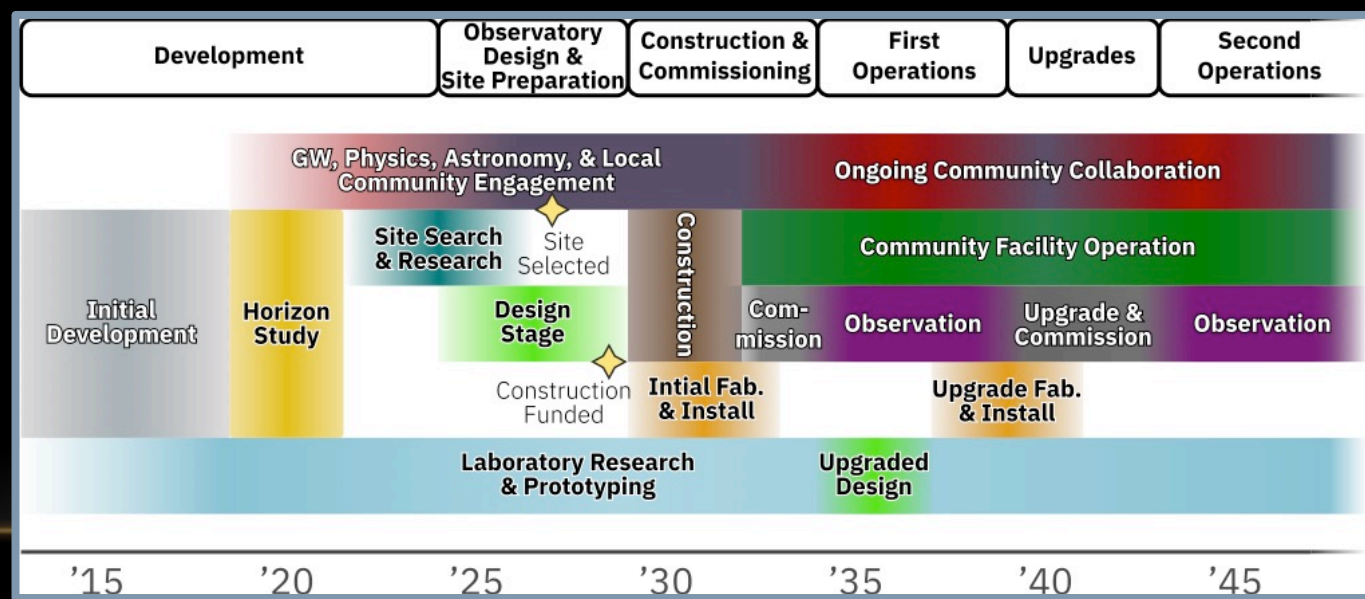 Development
Observatory
Design &
Site Preparation
Construction &
Commissioning
First
Operations
Upgrades
Second
Operations
GW, Physics, Astronomy, & Local
Community Engagement
Ongoing Community Collaboration
Site Search
& Research
Site
Selected
Construction
Community Facility Operation
Initial
Development
Horizon
Study
Design
Stage
Com-
mission
Observation
Upgrade &
Commission
Observation
Construction
Funded
Intial Fab.
& Install
Upgrade Fab.
& Install
Laboratory Research
& Prototyping
Upgraded
Design
’15
’20
’25
’30
’35
’40
’45